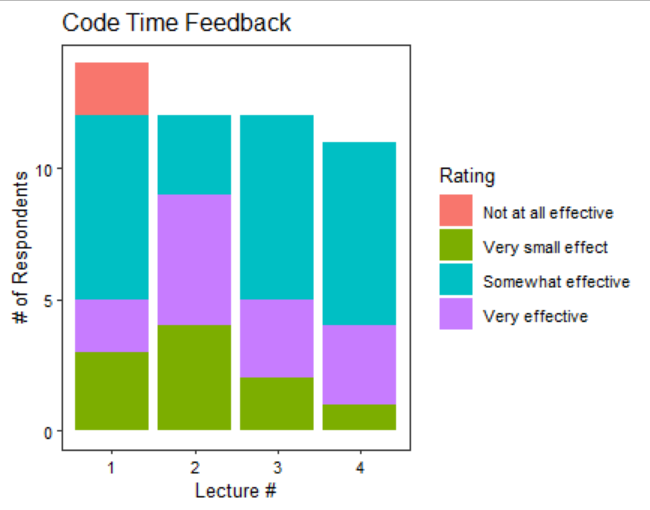 Code Time Feedback
# of Respondents
10
5
0
1 2 3 4
Lecture #
Rating
Not at all effective
Very small effect
Somewhat effective
Very effective